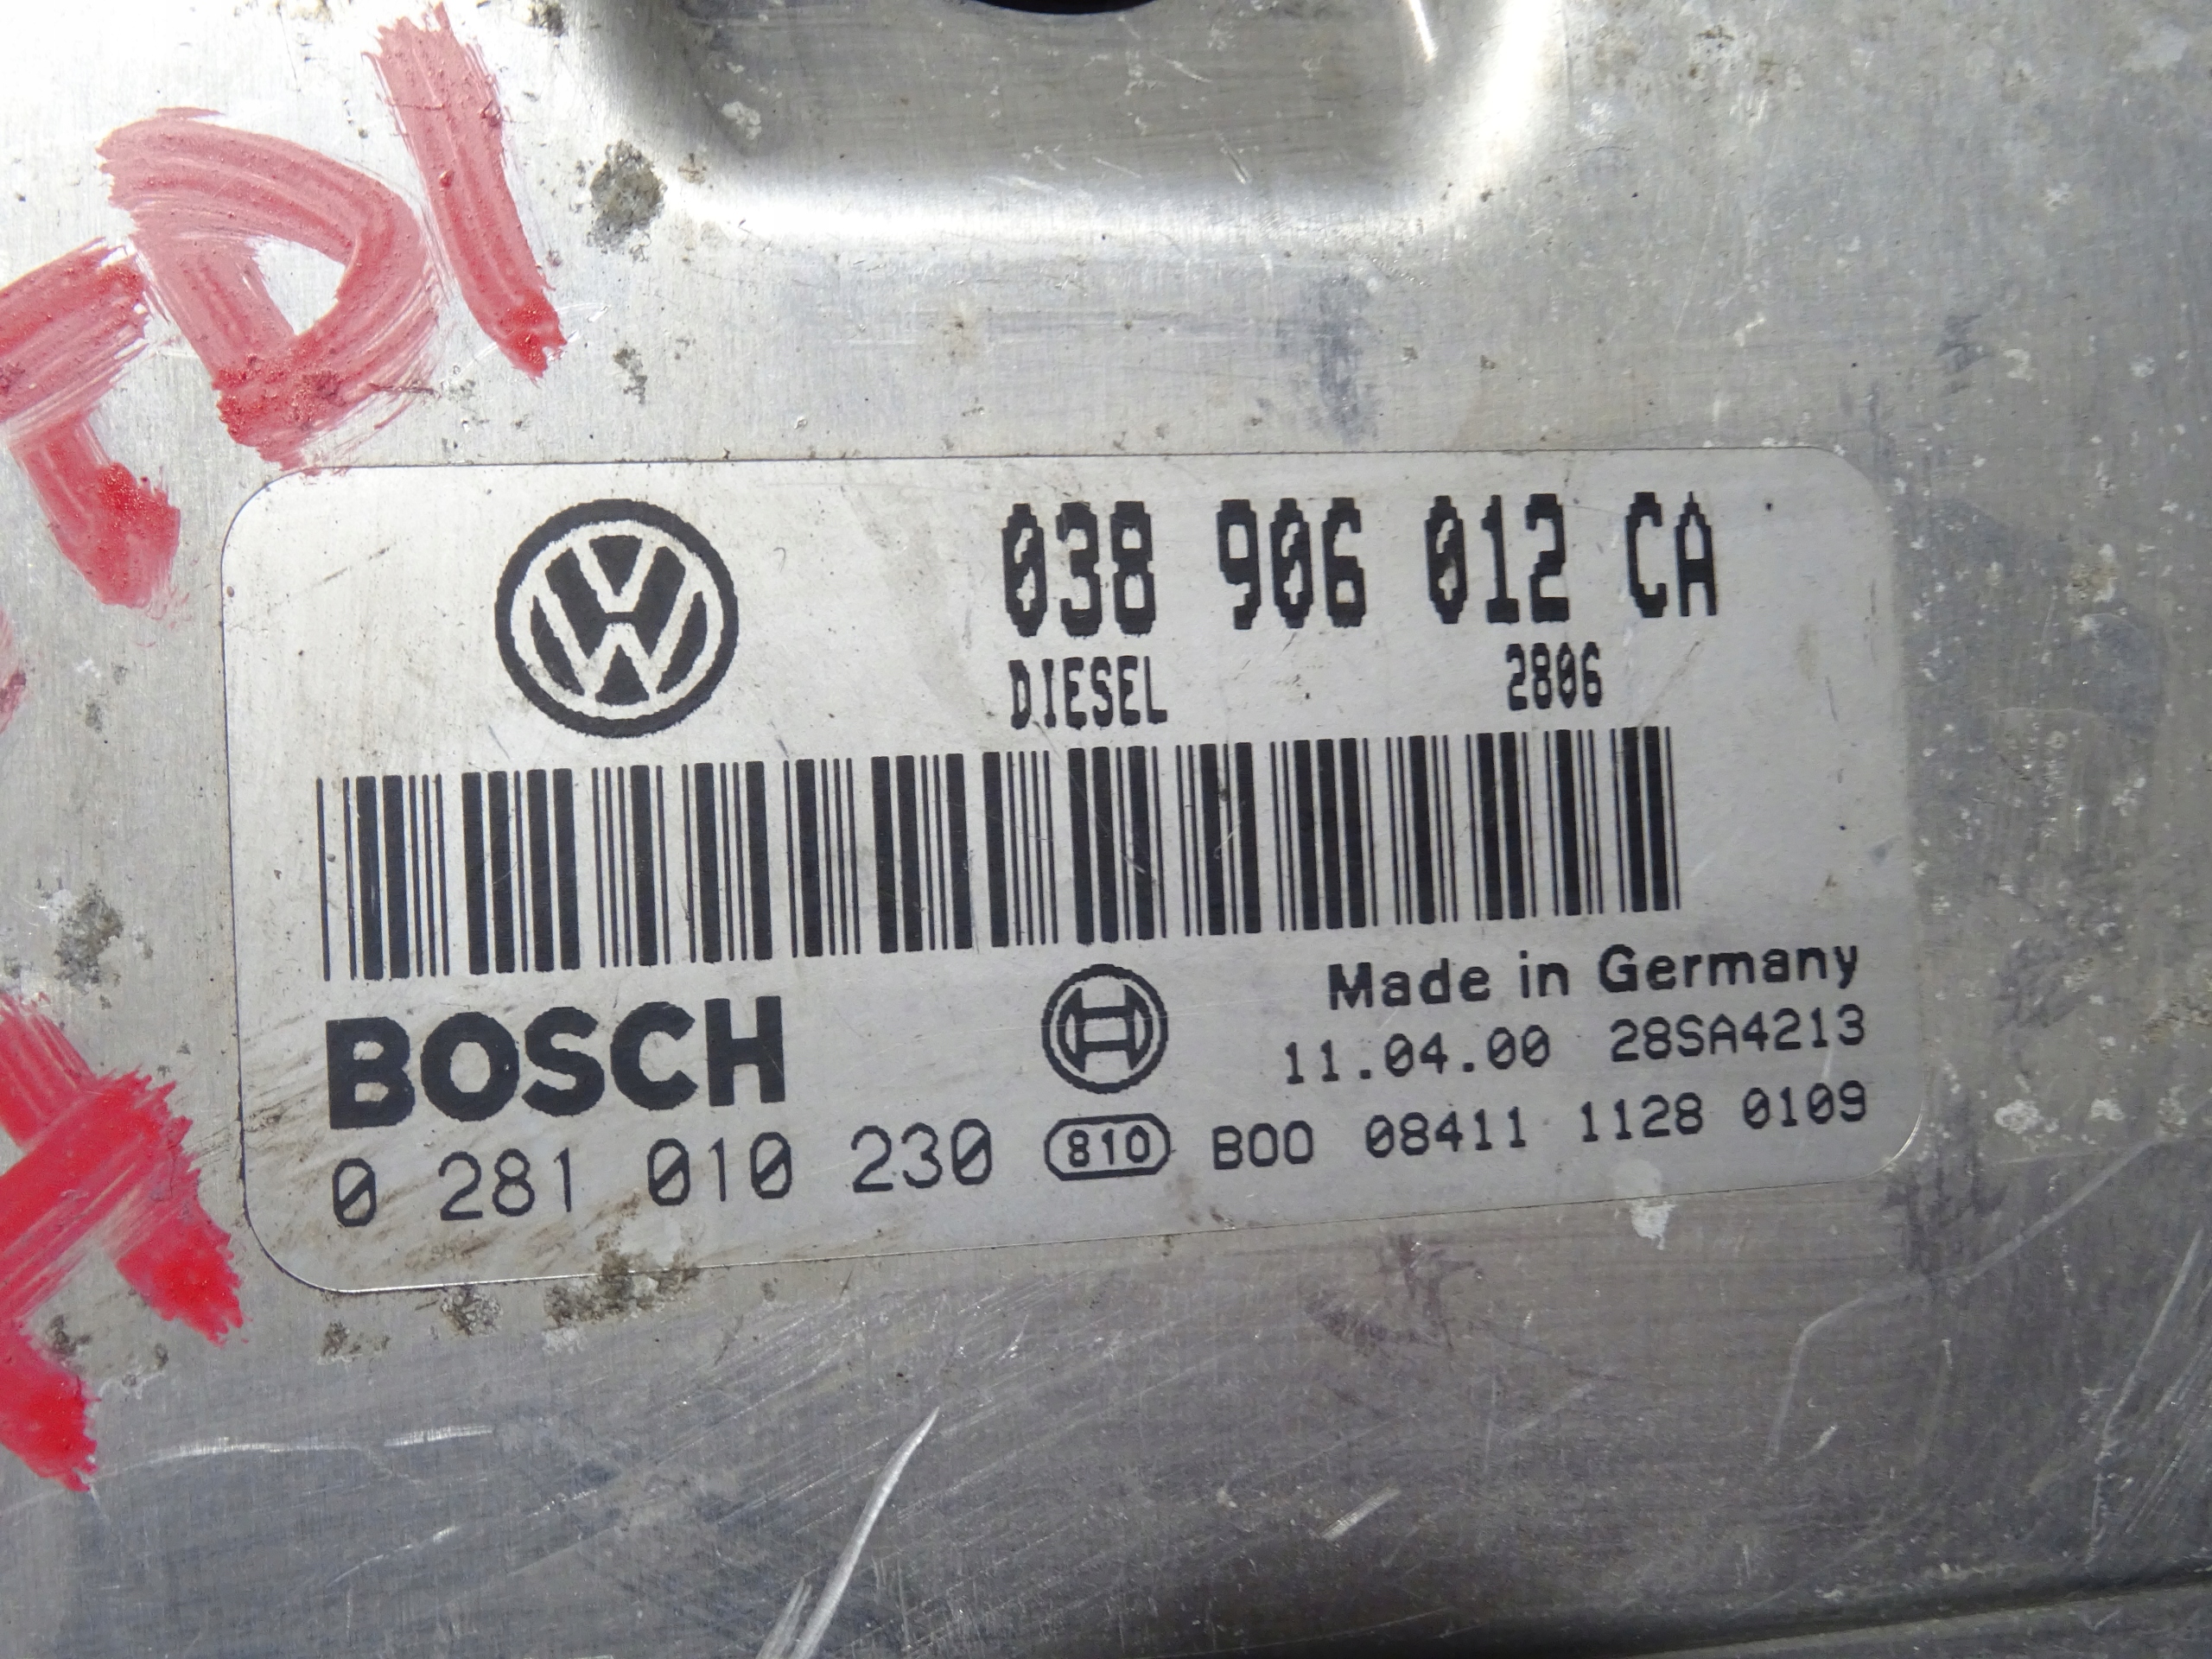 TDI
038 906 012 CA
DIESEL 2806
Made in Germany
BOSCH 11.04.00 28SA4213
0 281 010 230 810 B00 08411 1128 0109